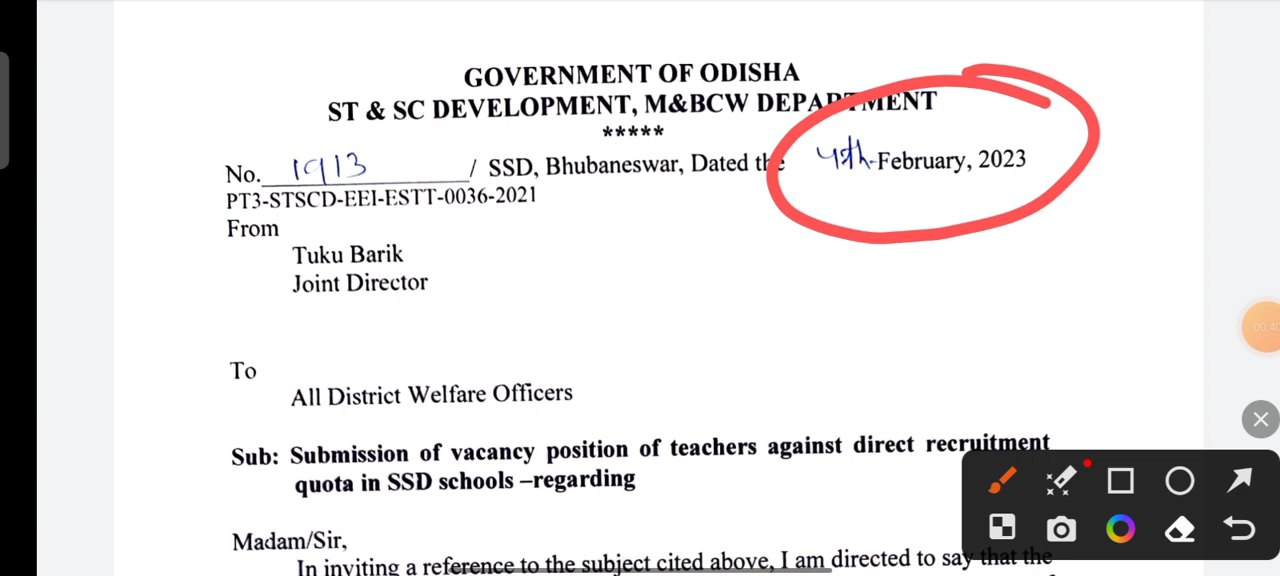 GOVERNMENT OF ODISHA
ST & SC DEVELOPMENT, M&BCW DEPARTMENT
*****
No. 1913 / SSD, Bhubaneswar, Dated the 4th February, 2023
PT3-STSCD-EEI-ESTT-0036-2021
From
Tuku Barik
Joint Director
To
All District Welfare Officers
Sub: Submission of vacancy position of teachers against direct recruitment
quota in SSD schools –regarding
Madam/Sir,
In inviting a reference to the subject cited above, I am directed to say that the
00:40